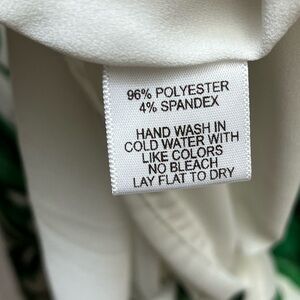 96% POLYESTER
4% SPANDEX
HAND WASH IN
COLD WATER WITH
LIKE COLORS
NO BLEACH
LAY FLAT TO DRY